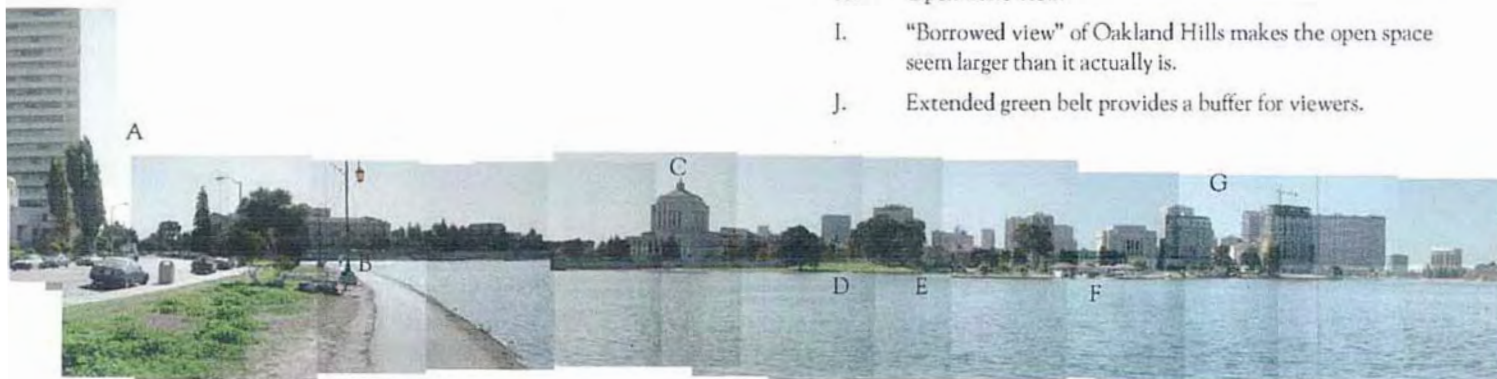 I. "Borrowed view" of Oakland Hills makes the open space
seem larger than it actually is.
J. Extended green belt provides a buffer for viewers.
A
C
G
B
D
E
F